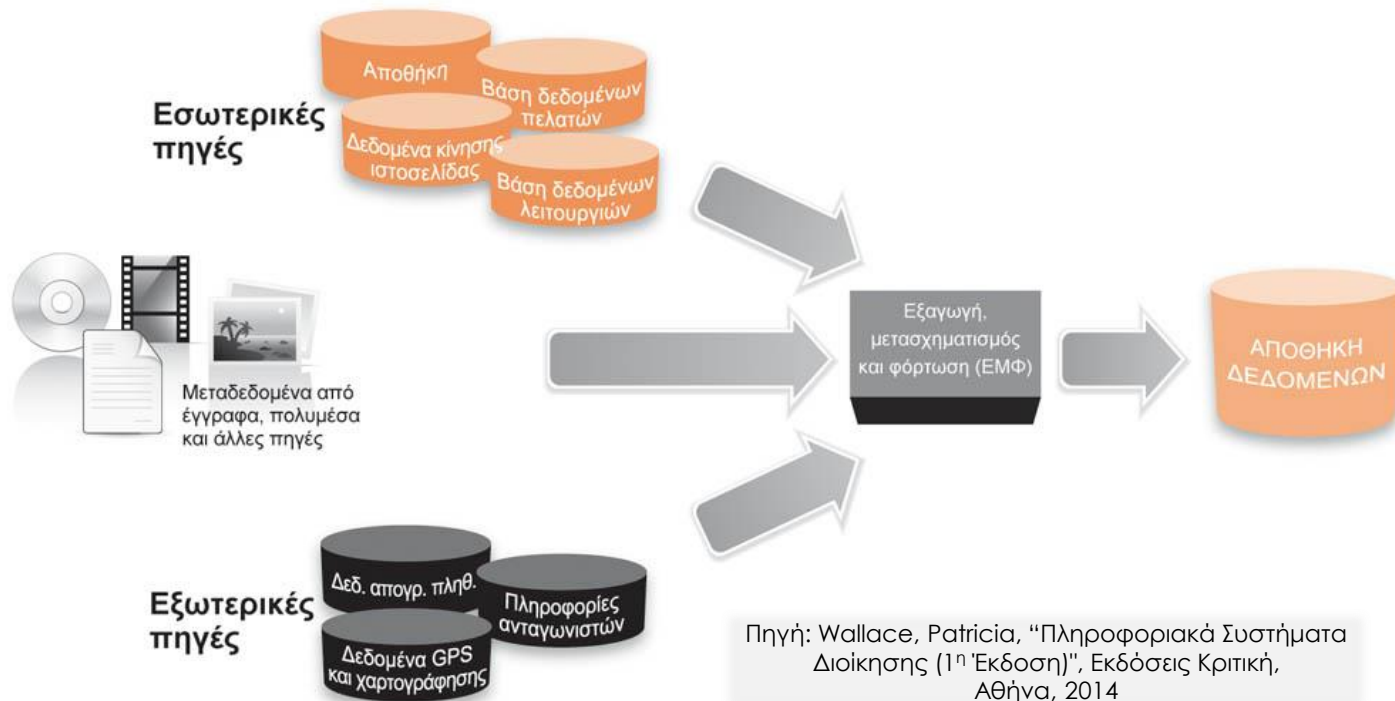 Εσωτερικές
πηγές
Αποθήκη
Βάση δεδομένων
πελατών
Δεδομένα κίνησης
ιστοσελίδας
Βάση δεδομένων
λειτουργιών
Μεταδεδομένα από
έγγραφα, πολυμέσα
και άλλες πηγές
Εξαγωγή,
μετασχηματισμός
και φόρτωση (ΕΜΦ)
ΑΠΟΘΗΚΗ
ΔΕΔΟΜΕΝΩΝ
Εξωτερικές
πηγές
Δεδ. απογρ. πληθ.
Πληροφορίες
ανταγωνιστών
Δεδομένα GPS
και χαρτογράφησης
Πηγή: Wallace, Patricia, “Πληροφοριακά Συστήματα
Διοίκησης (1η Έκδοση)", Εκδόσεις Κριτική,
Αθήνα, 2014